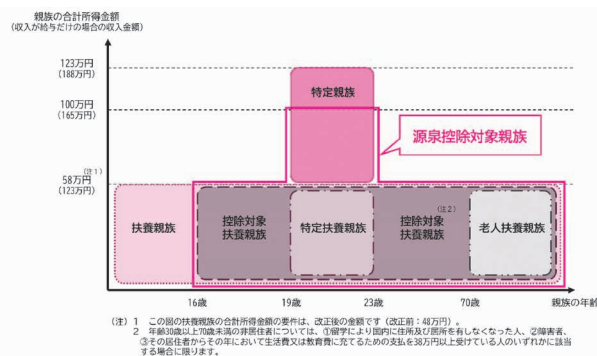 親族の合計所得金額
(収入が給与だけの場合の収入金額)
123万円
(188万円)
特定親族
100万円
(165万円)
源泉控除対象親族
(注1)
58万円
(123万円)
扶養親族
控除対象
扶養親族
特定扶養親族
(注2)
控除対象
扶養親族
老人扶養親族
16歳
19歳
23歳
70歳
親族の年齢
(注) 1 この図の扶養親族の合計所得金額の要件は、改正後の金額です(改正前:48万円)。
2 年齢30歳以上70歳未満の非居住者については、①留学により国内に住所及び居所を有しなくなった人、②障害者、
③その居住者からその年において生活費又は教育費に充てるための支払を38万円以上受けている人のいずれかに該当
する場合に限ります。